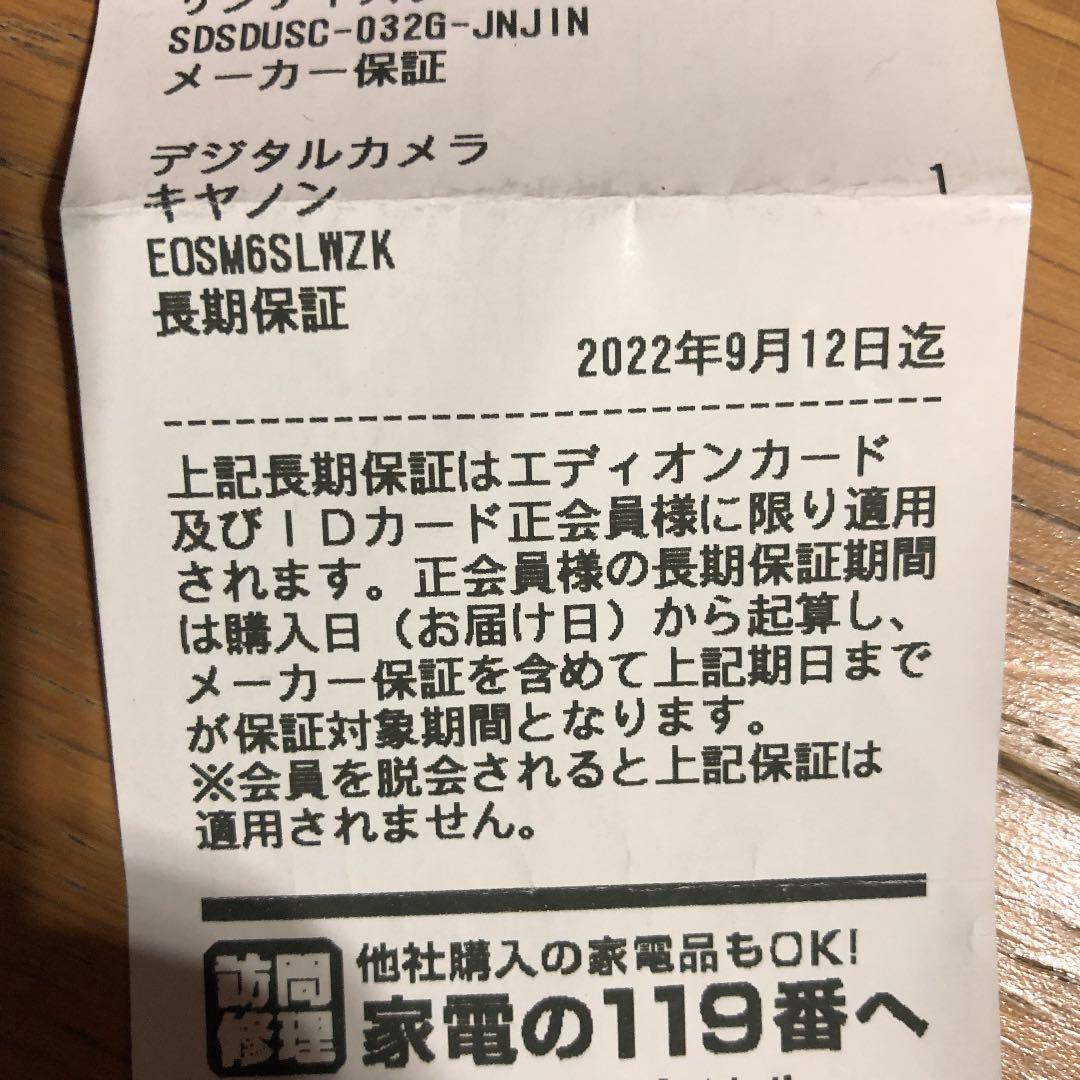 SDSDUSC-032G-JNJIN
メーカー保証
デジタルカメラ
キヤノン 1
EOSM6SLWZK
長期保証
2022年9月12日迄
上記長期保証はエディオンカード
及びIDカード正会員様に限り適用
されます。正会員様の長期保証期間
は購入日(お届け日)から起算し、
メーカー保証を含めて上記期日まで
が保証対象期間となります。
※会員を脱会されると上記保証は
適用されません。
訪問
修理
他社購入の家電品もOK!
家電の119番へ